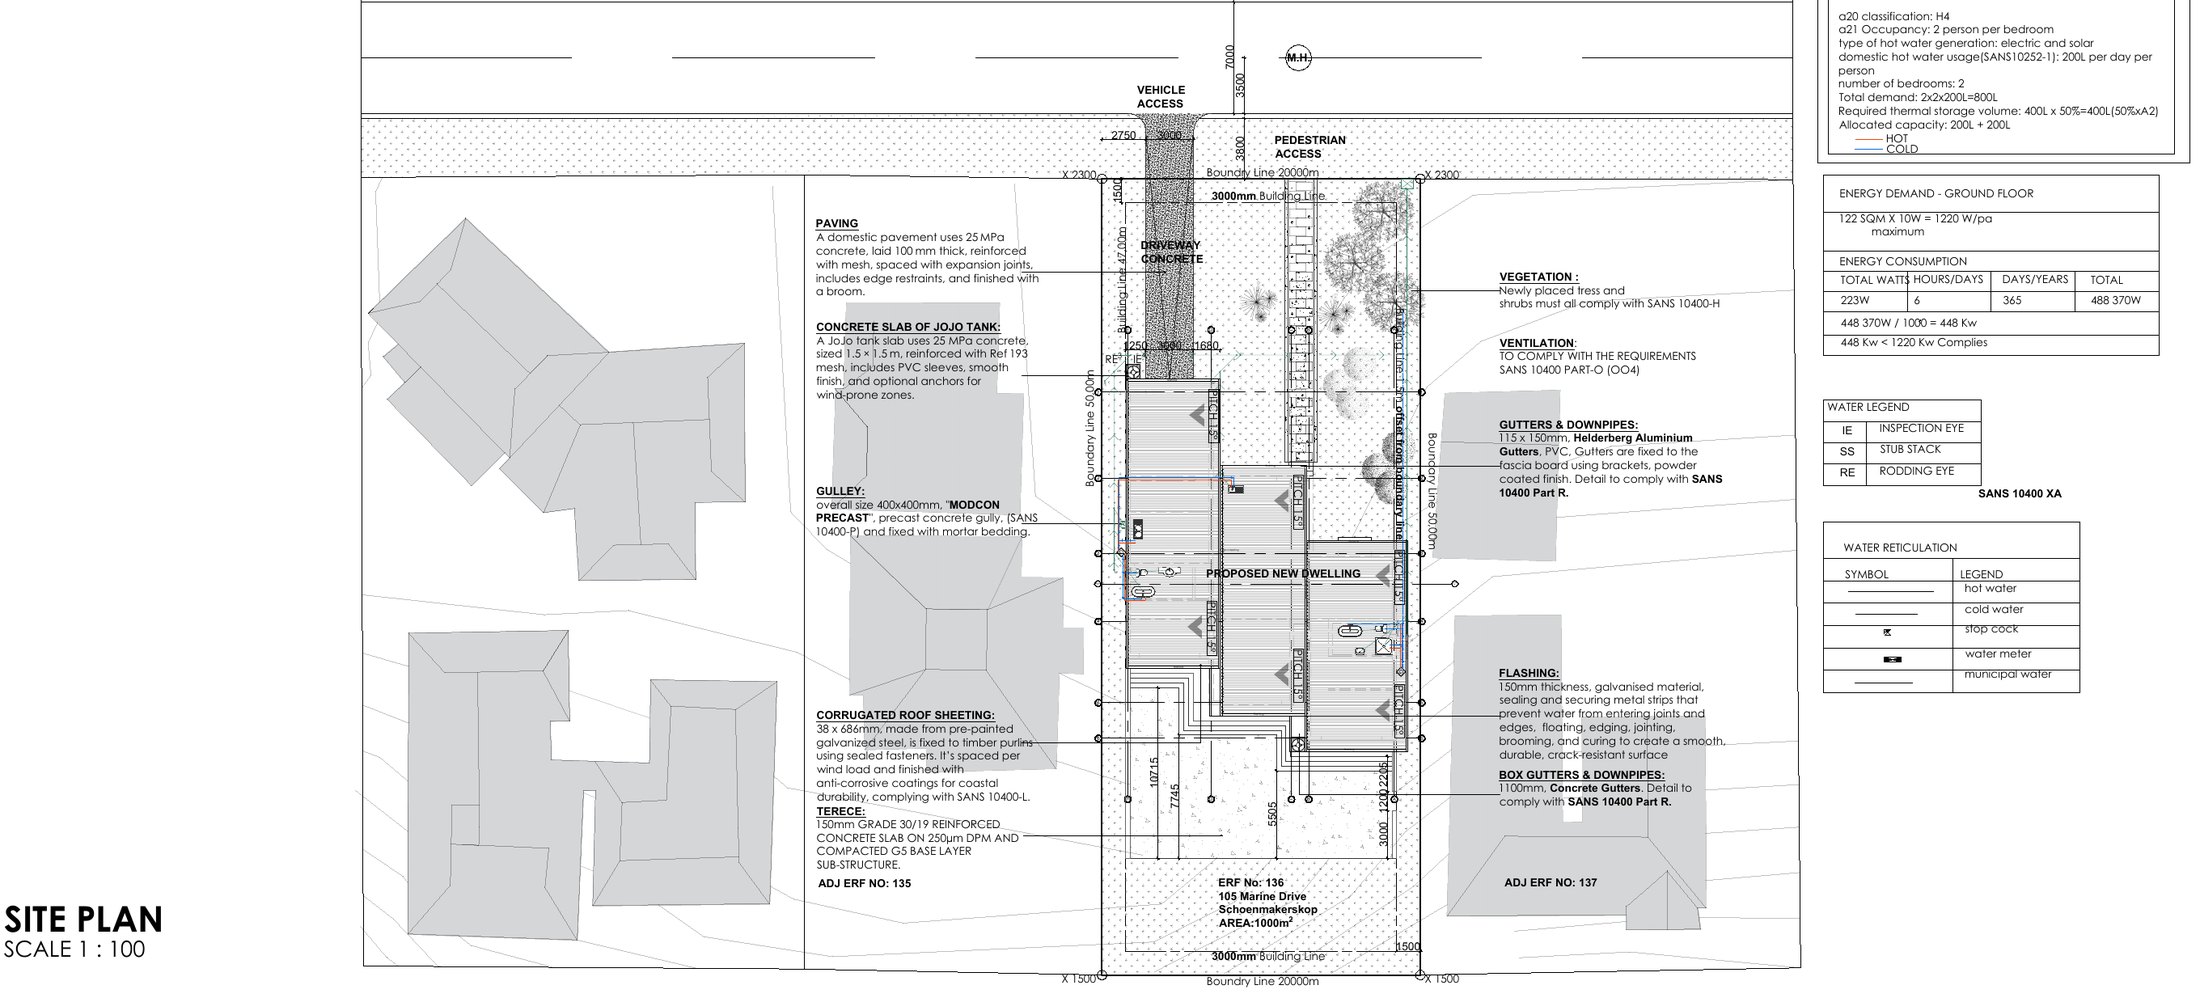 a20 classification: H4
a21 Occupancy: 2 person per bedroom
type of hot water generation: electric and solar
domestic hot water usage(SANS10252-1): 200L per day per
person
number of bedrooms: 2
Total demand: 2x2x200L=800L
Required thermal storage volume: 400L x 50%=400L(50%xA2)
Allocated capacity: 200L + 200L
HOT
COLD
7000
3500
M.H.
VEHICLE
ACCESS
2750
3000
3800
PEDESTRIAN
ACCESS
X 2300
Boundry Line 20000m
X 2300
1500
3000mm Building Line
Building Line 47.00m
DRIVEWAY
CONCRETE
PAVING
A domestic pavement uses 25 MPa
concrete, laid 100 mm thick, reinforced
with mesh, spaced with expansion joints,
includes edge restraints, and finished with
a broom.
CONCRETE SLAB OF JOJO TANK:
A JoJo tank slab uses 25 MPa concrete,
sized 1.5 × 1.5 m, reinforced with Ref 193
mesh, includes PVC sleeves, smooth
finish, and optional anchors for
wind-prone zones.
GULLEY:
overall size 400x400mm, "MODCON
PRECAST", precast concrete gully, (SANS
10400-P) and fixed with mortar bedding.
CORRUGATED ROOF SHEETING:
38 x 686mm, made from pre-painted
galvanized steel, is fixed to timber purlins
using sealed fasteners. It's spaced per
wind load and finished with
anti-corrosive coatings for coastal
durability, complying with SANS 10400-L.
TERECE:
150mm GRADE 30/19 REINFORCED
CONCRETE SLAB ON 250µm DPM AND
COMPACTED G5 BASE LAYER
SUB-STRUCTURE.
ADJ ERF NO: 135
1250
3000
1680
RE
IE
Boundary Line 50.00m
PITCH 15°
PITCH 15°
PITCH 15°
PITCH 15°
PITCH 15°
PITCH 15°
PROPOSED NEW DWELLING
offset from boundary line
Boundary Line 50.00m
10715
7745
5505
2205
1200
3000
ERF No: 136
105 Marine Drive
Schoenmakerskop
AREA:1000m²
1500
3000mm Building Line
X 1500
Boundry Line 20000m
X 1500
VEGETATION :
Newly placed tress and
shrubs must all comply with SANS 10400-H
VENTILATION:
TO COMPLY WITH THE REQUIREMENTS
SANS 10400 PART-O (OO4)
GUTTERS & DOWNPIPES:
115 x 150mm, Helderberg Aluminium
Gutters, PVC, Gutters are fixed to the
fascia board using brackets, powder
coated finish. Detail to comply with SANS
10400 Part R.
FLASHING:
150mm thickness, galvanised material,
sealing and securing metal strips that
prevent water from entering joints and
edges, floating, edging, jointing,
brooming, and curing to create a smooth,
durable, crack-resistant surface
BOX GUTTERS & DOWNPIPES:
1100mm, Concrete Gutters. Detail to
comply with SANS 10400 Part R.
ADJ ERF NO: 137
ENERGY DEMAND - GROUND FLOOR
122 SQM X 10W = 1220 W/pa
maximum
ENERGY CONSUMPTION
TOTAL WATTS HOURS/DAYS DAYS/YEARS TOTAL
223W 6 365 488 370W
448 370W / 1000 = 448 Kw
448 Kw < 1220 Kw Complies
WATER LEGEND
IE INSPECTION EYE
SS STUB STACK
RE RODDING EYE
SANS 10400 XA
WATER RETICULATION
SYMBOL LEGEND
hot water
cold water
stop cock
water meter
municipal water
SITE PLAN
SCALE 1 : 100